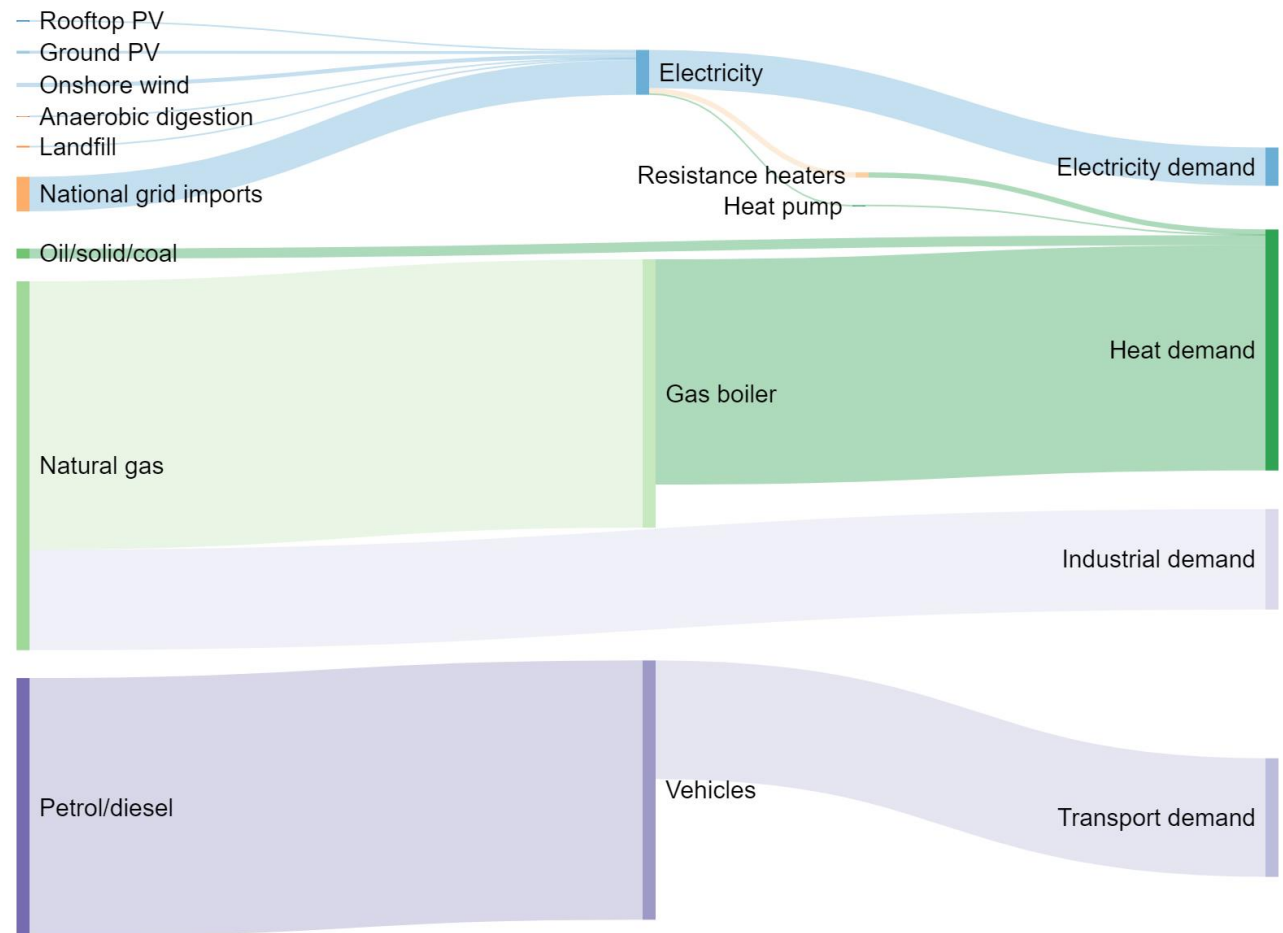 Rooftop PV
Ground PV
Onshore wind
Anaerobic digestion
Landfill
National grid imports
Oil/solid/coal
Natural gas
Petrol/diesel
Electricity
Resistance heaters
Heat pump
Gas boiler
Vehicles
Electricity demand
Heat demand
Industrial demand
Transport demand